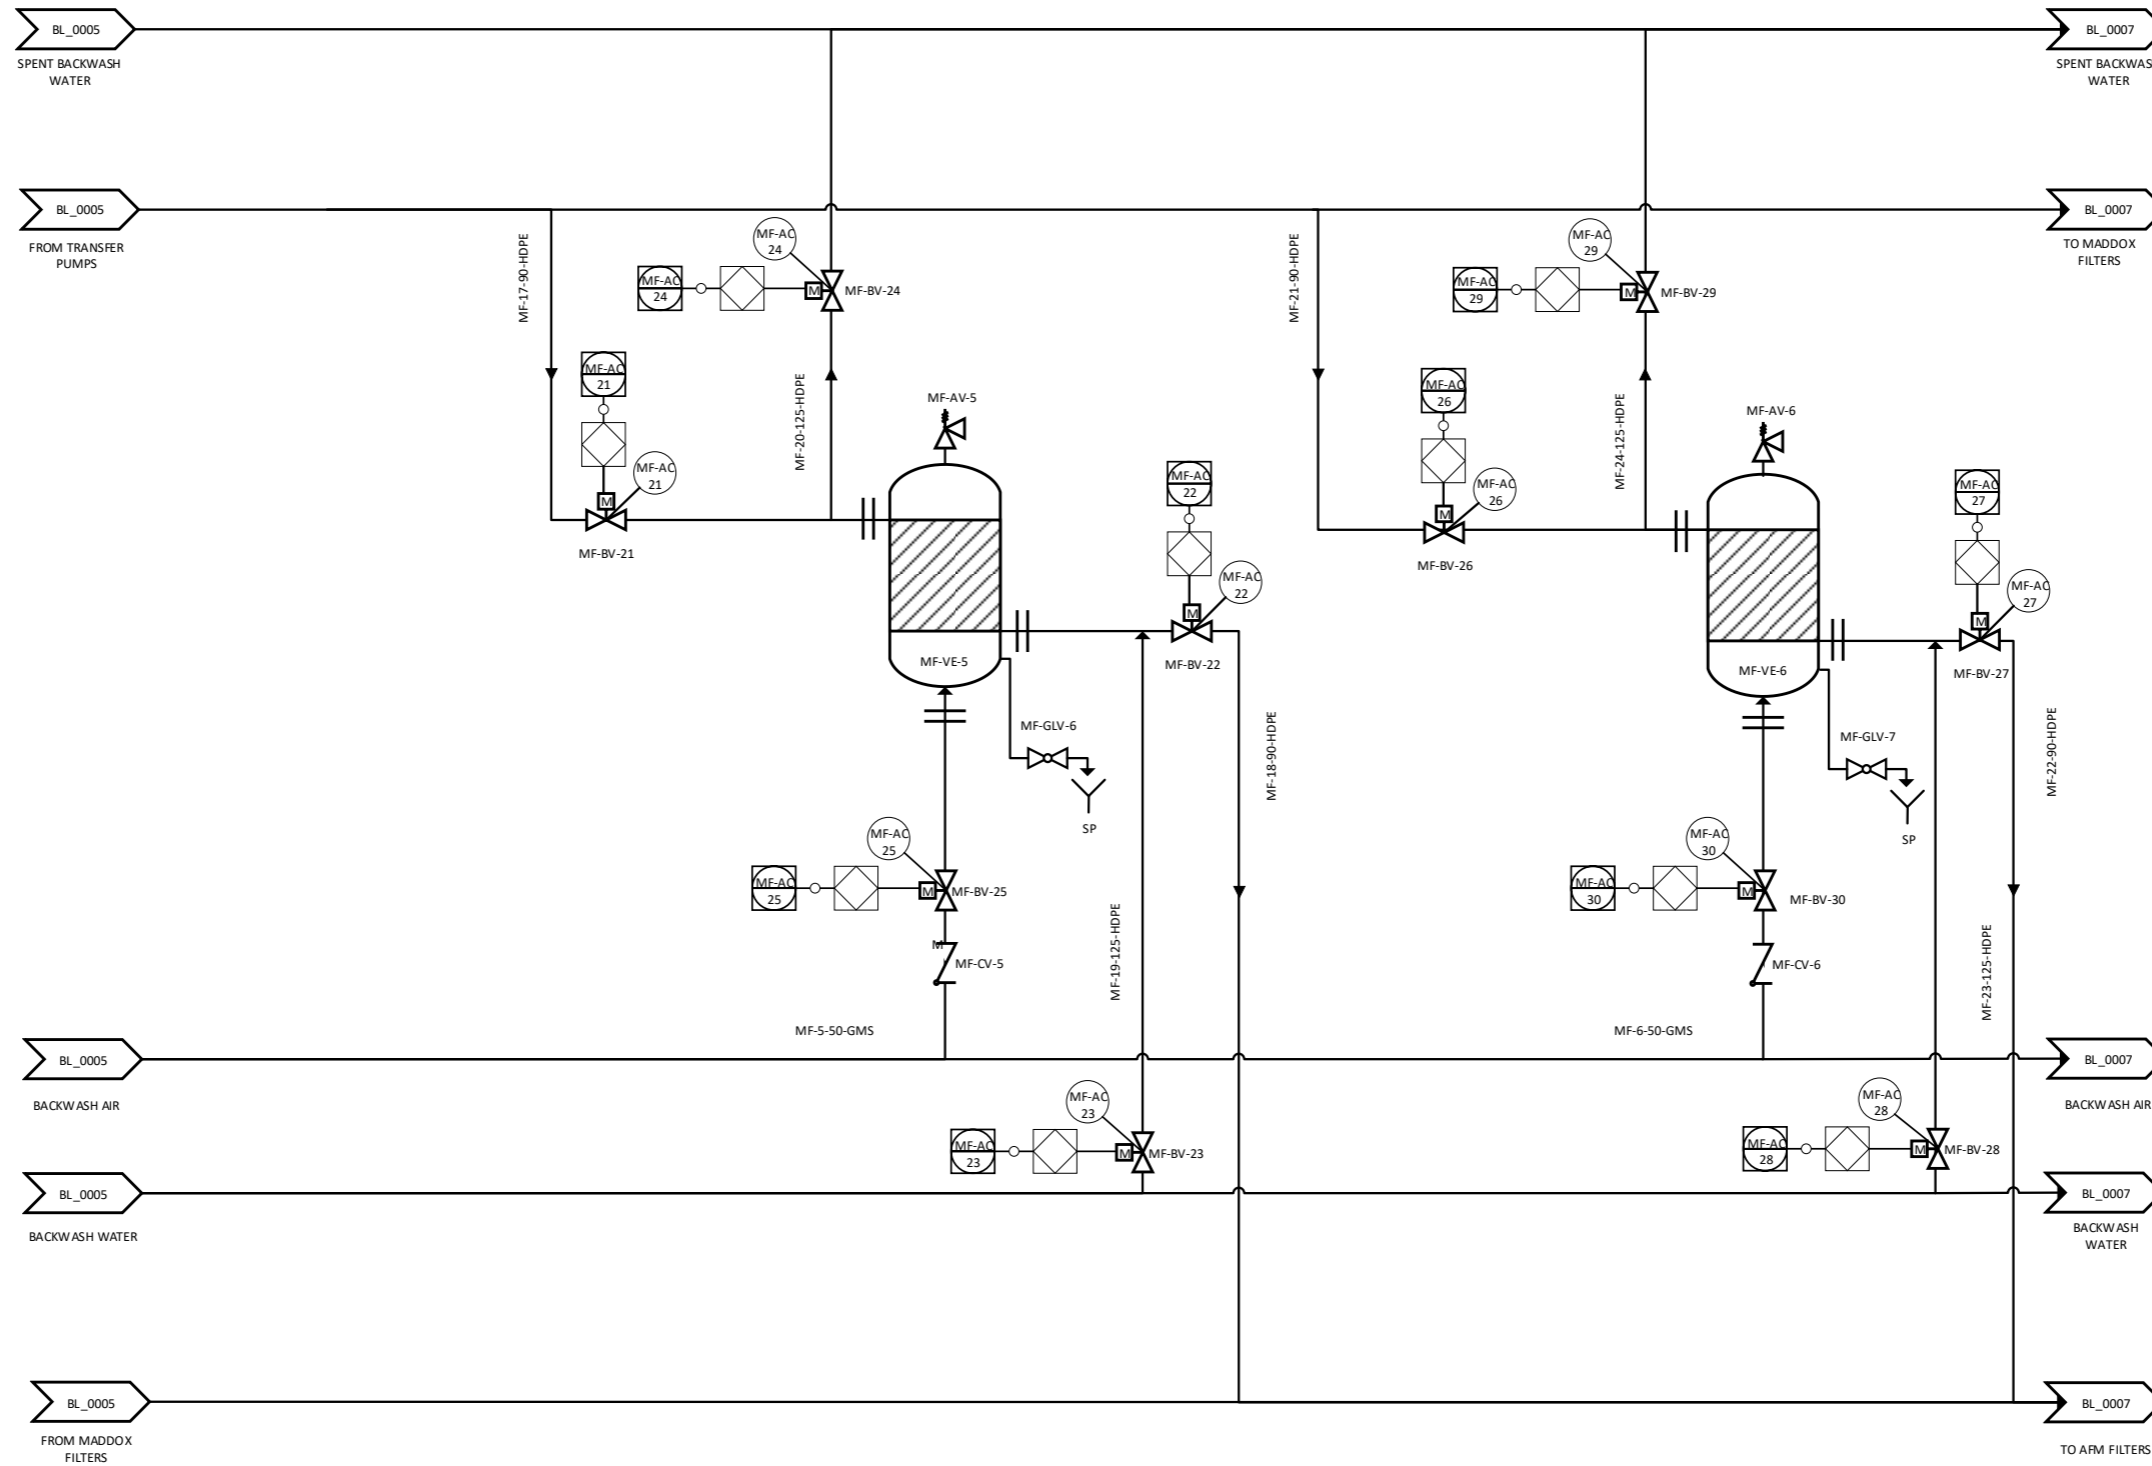 BL_0005
BL_0007
SPENT BACKWASH
WATER
SPENT BACKWAS
WATER
BL_0005
BL_0007
FROM TRANSFER
PUMPS
TO MADDOX
FILTERS
MF-17-90-HDPE
MF-AC
24
MF-AC
24
M
MF-BV-24
MF-21-90-HDPE
MF-AC
29
MF-AC
29
M
MF-BV-29
MF-AC
21
MF-AC
21
M
MF-BV-21
MF-20-125-HDPE
MF-AV-5
MF-AC
22
MF-AC
22
M
MF-BV-22
MF-AC
26
MF-AC
26
M
MF-BV-26
MF-24-125-HDPE
MF-AV-6
MF-AC
27
MF-AC
27
M
MF-BV-27
MF-VE-5
MF-VE-6
MF-GLV-6
SP
MF-18-90-HDPE
MF-GLV-7
SP
MF-22-90-HDPE
MF-AC
25
MF-AC
25
M
MF-BV-25
M
MF-CV-5
MF-19-125-HDPE
MF-AC
30
MF-AC
30
M
MF-BV-30
MF-CV-6
MF-23-125-HDPE
MF-5-50-GMS
MF-6-50-GMS
BL_0005
BL_0007
BACKWASH AIR
BACKWASH AIR
MF-AC
23
MF-AC
23
M
MF-BV-23
MF-AC
28
MF-AC
28
M
MF-BV-28
BL_0005
BL_0007
BACKWASH WATER
BACKWASH
WATER
BL_0005
BL_0007
FROM MADDOX
FILTERS
TO AFM FILTERS